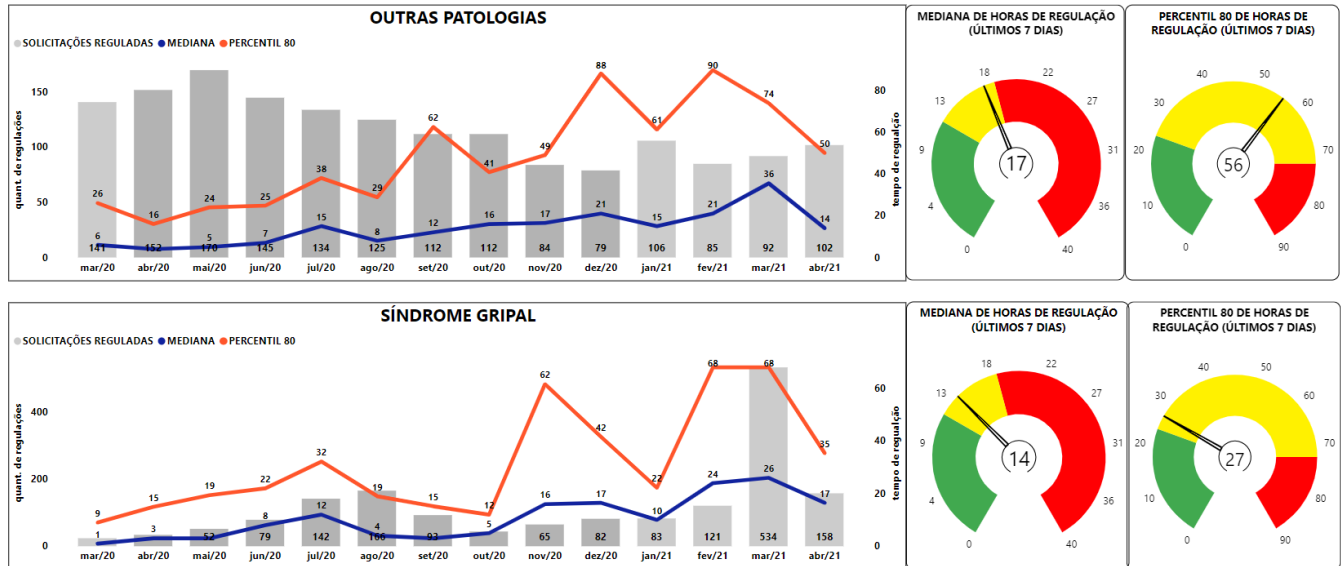 OUTRAS PATOLOGIAS
SOLICITAÇÕES REGULADAS MEDIANA PERCENTIL 80
quant. de regulações
150
100
50
0
26 16 24 25 38 29 62 41 49 88 61 90 74 50
6 5 7 15 8 12 16 17 21 15 21 36 14
141 152 170 145 134 125 112 112 84 79 106 85 92 102
mar/20 abr/20 mai/20 jun/20 jul/20 ago/20 set/20 out/20 nov/20 dez/20 jan/21 fev/21 mar/21 abr/21
80
60
40
20
0
tempo de regualção
MEDIANA DE HORAS DE REGULAÇÃO
(ÚLTIMOS 7 DIAS)
0 4 9 13 18 22 27 31 36 40
17
PERCENTIL 80 DE HORAS DE
REGULAÇÃO (ÚLTIMOS 7 DIAS)
0 10 20 30 40 50 60 70 80 90
56
SÍNDROME GRIPAL
SOLICITAÇÕES REGULADAS MEDIANA PERCENTIL 80
quant. de regulações
400
200
0
9 15 19 22 32 19 15 12 62 42 22 68 68 35
1 3 8 12 4 5 16 17 10 24 26 17
52 79 142 166 93 65 82 83 121 534 158
mar/20 abr/20 mai/20 jun/20 jul/20 ago/20 set/20 out/20 nov/20 dez/20 jan/21 fev/21 mar/21 abr/21
60
40
20
0
tempo de regualção
MEDIANA DE HORAS DE REGULAÇÃO
(ÚLTIMOS 7 DIAS)
0 4 9 13 18 22 27 31 36 40
14
PERCENTIL 80 DE HORAS DE
REGULAÇÃO (ÚLTIMOS 7 DIAS)
0 10 20 30 40 50 60 70 80 90
27